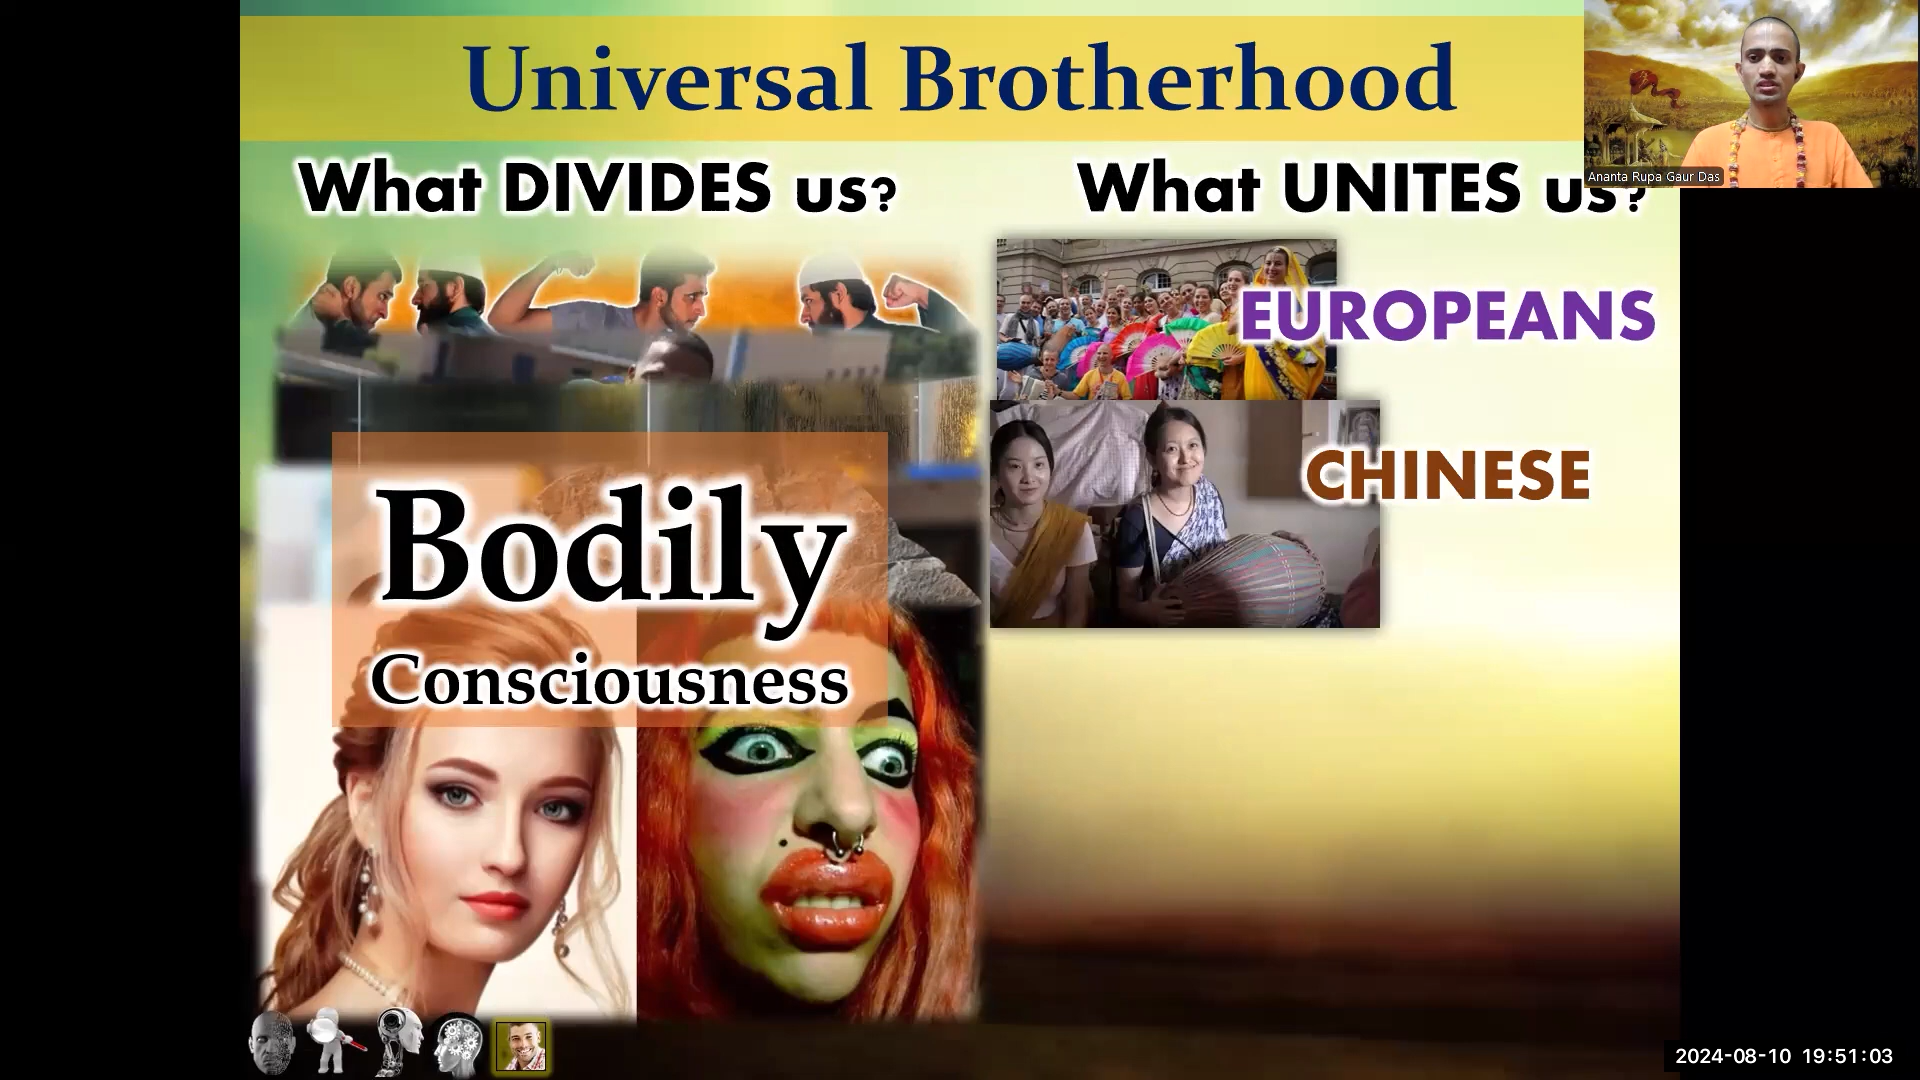 Universal Brotherhood
What DIVIDES us?
What UNITES us?
Ananta Rupa Gaur Das
EUROPEANS
CHINESE
Bodily
Consciousness
2024-08-10 19:51:03